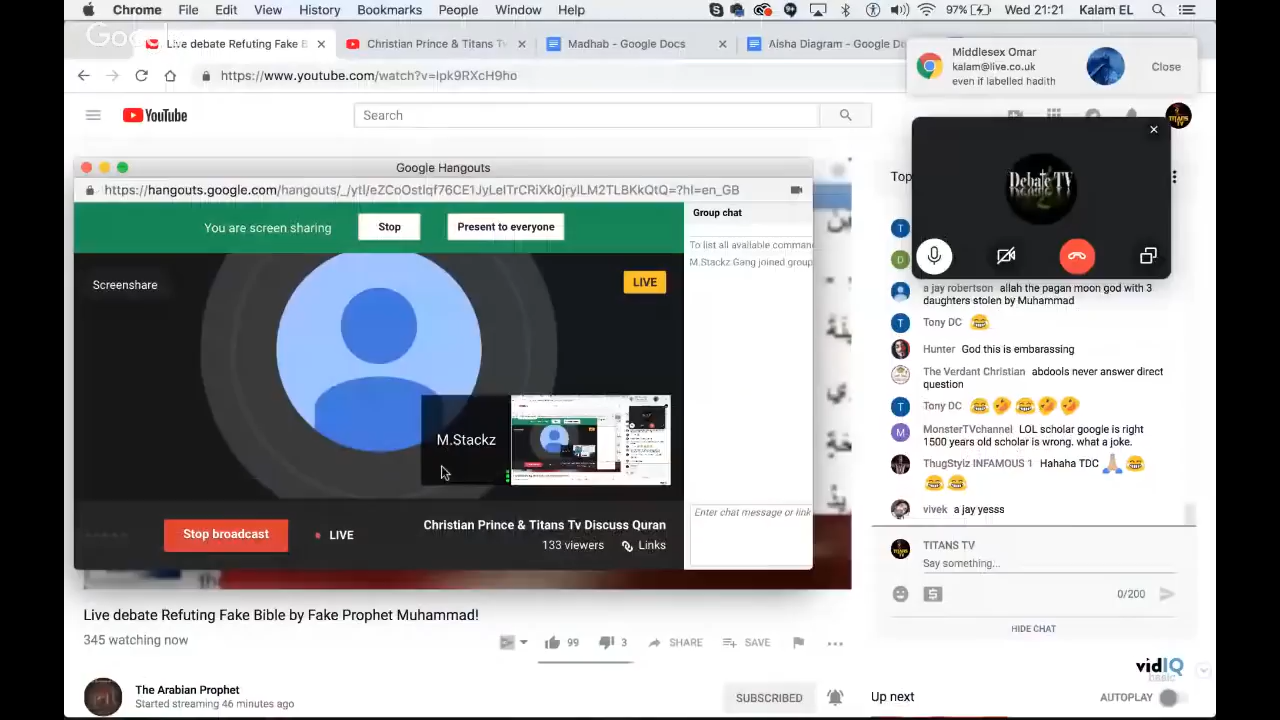 Chrome File Edit View History Bookmarks People Window Help 97% Wed 21:21 Kalam EL
Live debate Refuting Fake B
Christian Prince & Titans Tv
Madhab - Google Docs
Aisha Diagram - Google Do
https://www.youtube.com/watch?v=Ipk9RXcH9ho
Middlesex Omar
kalam@live.co.uk
even if labelled hadith
Close
YouTube
Search
TITANS TV
Google Hangouts
https://hangouts.google.com/hangouts/_/ytl/eZCoOstIqf76CE1JyLeITrCRiXk0jryILM2TLBKkQtQ=?hl=en_GB
You are screen sharing
Stop
Present to everyone
Group chat
To list all available comman
M.Stackz Gang joined group
Screenshare
LIVE
M.Stackz
Stop broadcast
LIVE
Christian Prince & Titans Tv Discuss Quran
133 viewers
Links
Enter chat message or link
Top
Debate TV
a jay robertson allah the pagan moon god with 3
daughters stolen by Muhammad
Tony DC 😂
Hunter God this is embarassing
The Verdant Christian abdools never answer direct
question
Tony DC 😂🤣😂🤣🤣
MonsterTVchannel LOL scholar google is right
1500 years old scholar is wrong. what a joke.
ThugStylz INFAMOUS 1 Hahaha TDC 🙏🏼😂
😂😂
vivek a jay yesss
TITANS TV
Say something...
0/200
HIDE CHAT
Live debate Refuting Fake Bible by Fake Prophet Muhammad!
345 watching now
99
3
SHARE
SAVE
vidIQ
basic
The Arabian Prophet
Started streaming 46 minutes ago
SUBSCRIBED
Up next
AUTOPLAY